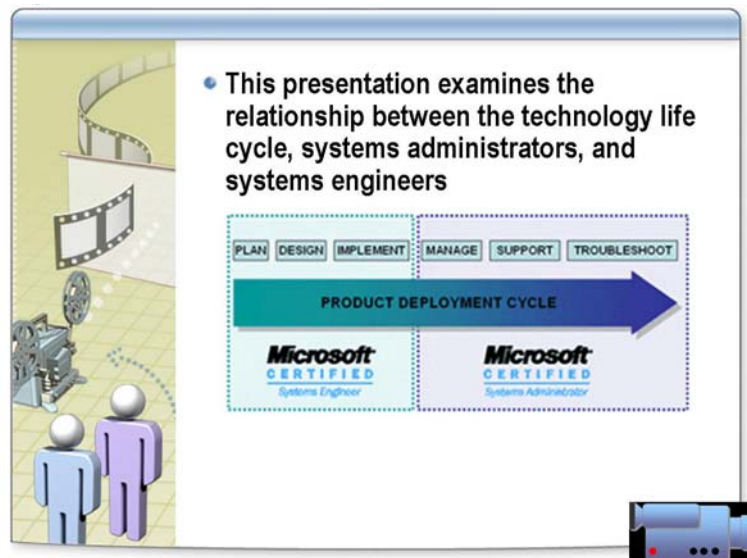 This presentation examines the
relationship between the technology life
cycle, systems administrators, and
systems engineers
PLAN DESIGN IMPLEMENT MANAGE SUPPORT TROUBLESHOOT
PRODUCT DEPLOYMENT CYCLE
Microsoft Microsoft
CERTIFIED CERTIFIED
Systems Engineer Systems Administrator